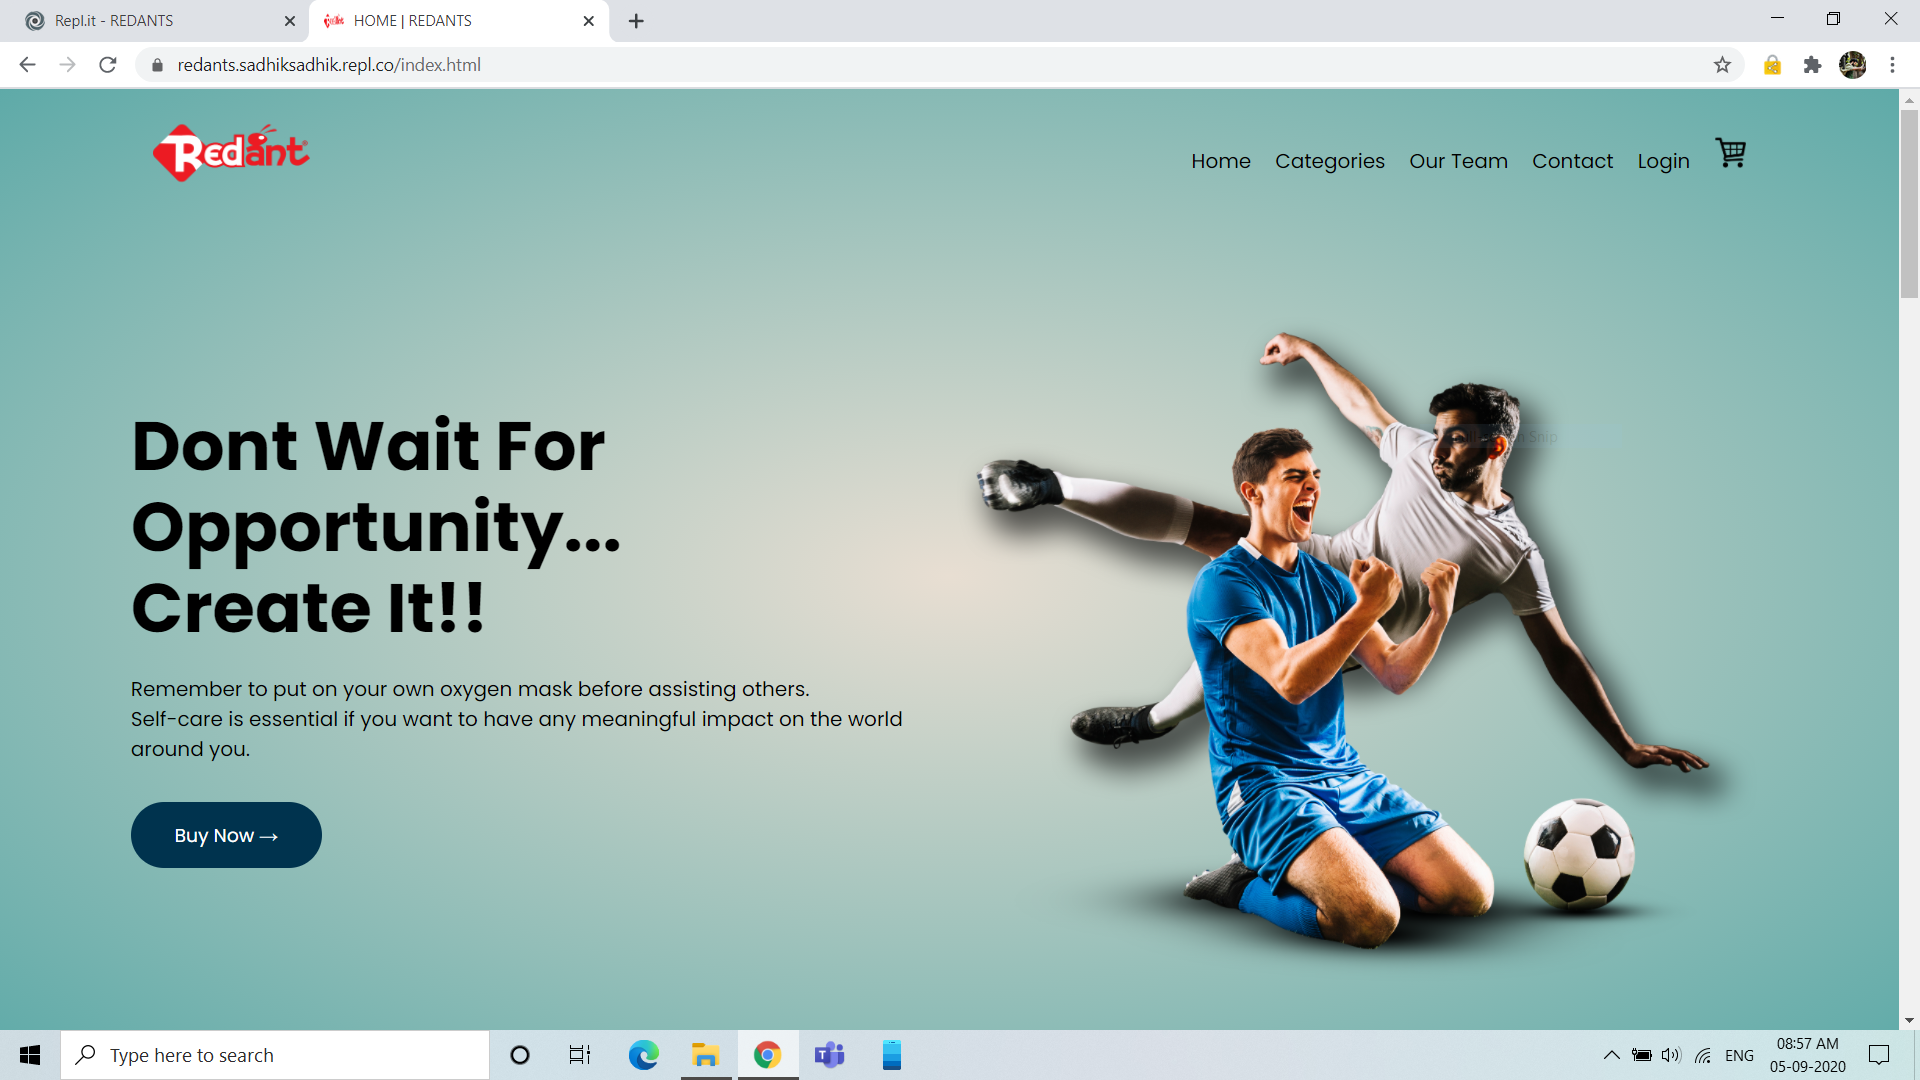 Repl.it - REDANTS
HOME | REDANTS
redants.sadhiksadhik.repl.co/index.html
Redant
Home Categories Our Team Contact Login
Dont Wait For
Opportunity...
Create It!!
Remember to put on your own oxygen mask before assisting others.
Self-care is essential if you want to have any meaningful impact on the world
around you.
Buy Now →
Type here to search
ENG
08:57 AM
05-09-2020